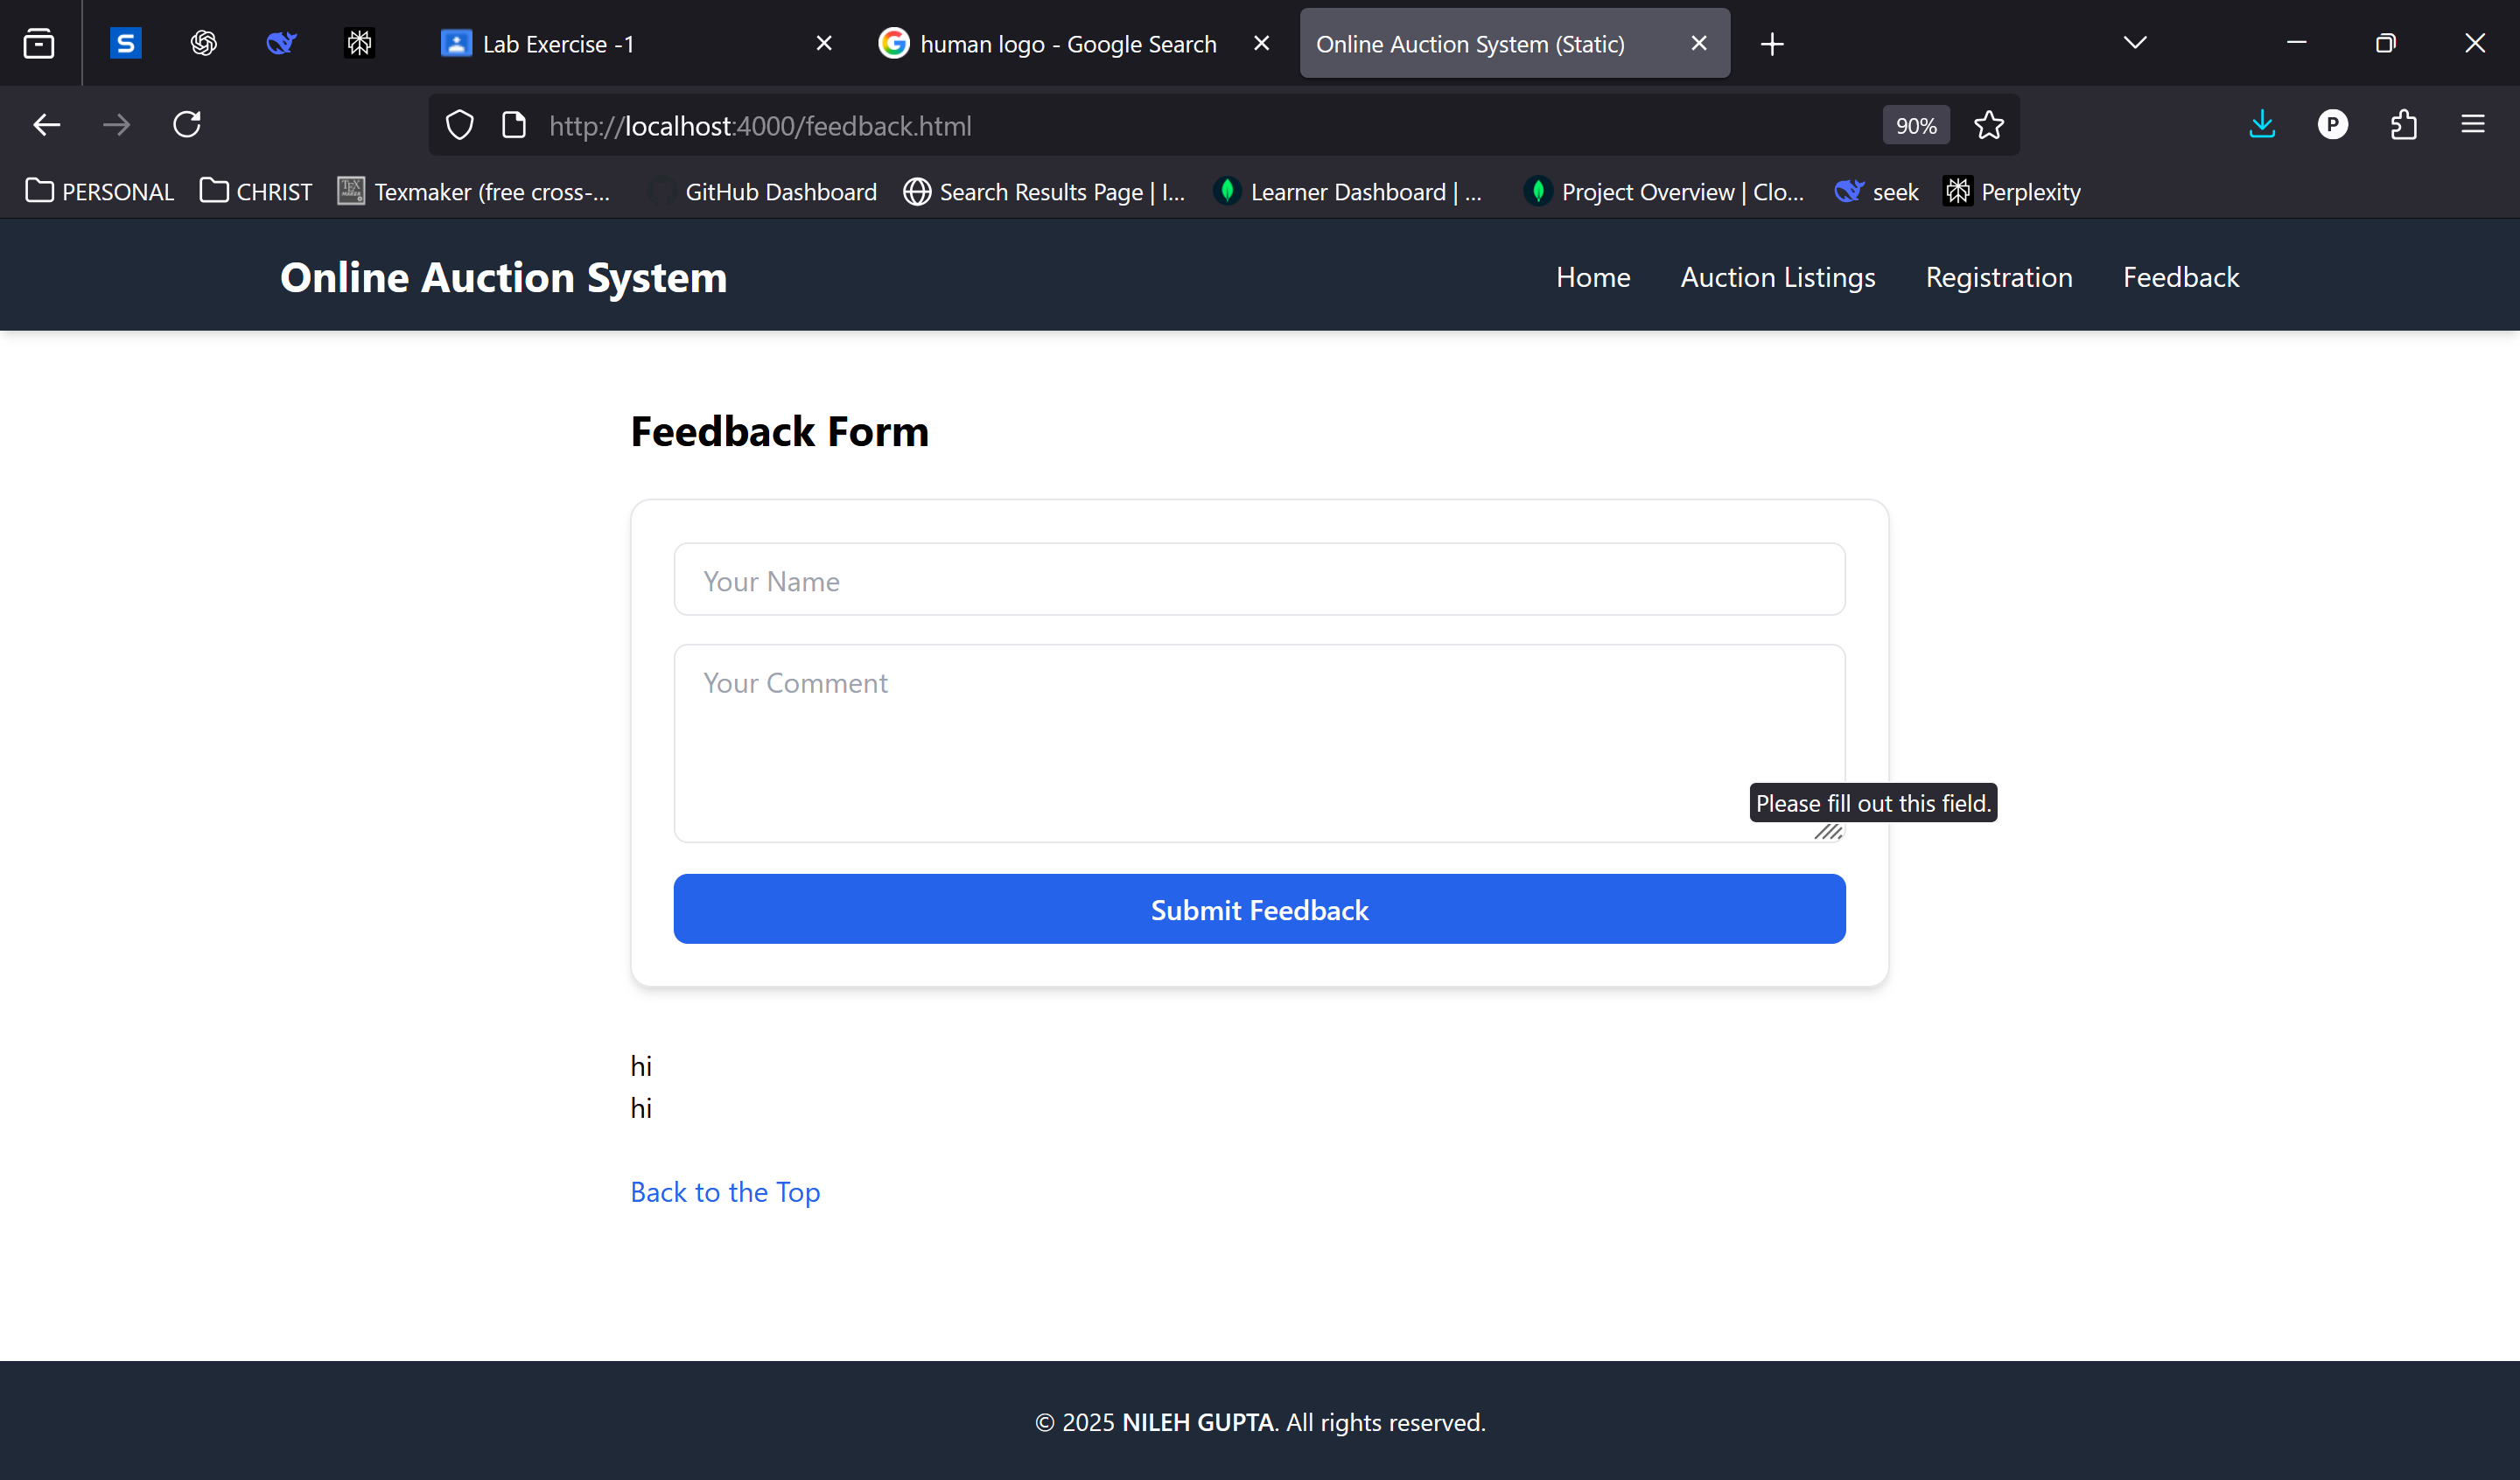 Lab Exercise -1
human logo - Google Search
Online Auction System (Static)
http://localhost:4000/feedback.html
90%
P
PERSONAL
CHRIST
Texmaker (free cross-...
GitHub Dashboard
Search Results Page | I...
Learner Dashboard | ...
Project Overview | Clo...
seek
Perplexity
Online Auction System
Home
Auction Listings
Registration
Feedback
Feedback Form
Your Name
Your Comment
Please fill out this field.
Submit Feedback
hi
hi
Back to the Top
© 2025 NILEH GUPTA. All rights reserved.